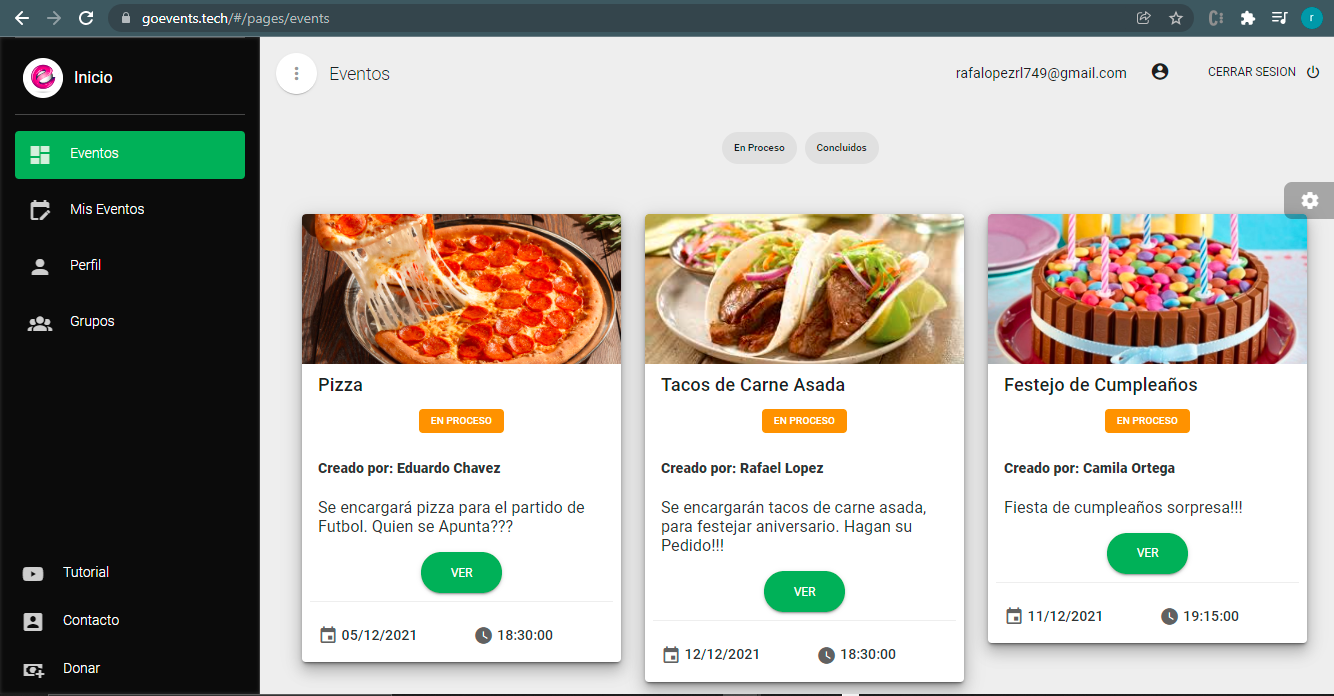 goevents.tech/#/pages/events
r
Inicio
Eventos
rafalopezrl749@gmail.com
CERRAR SESION
Eventos
Mis Eventos
Perfil
Grupos
Tutorial
Contacto
Donar
En Proceso
Concluidos
Pizza
EN PROCESO
Creado por: Eduardo Chavez
Se encargará pizza para el partido de
Futbol. Quien se Apunta???
VER
05/12/2021
18:30:00
Tacos de Carne Asada
EN PROCESO
Creado por: Rafael Lopez
Se encargarán tacos de carne asada,
para festejar aniversario. Hagan su
Pedido!!!
VER
12/12/2021
18:30:00
Festejo de Cumpleaños
EN PROCESO
Creado por: Camila Ortega
Fiesta de cumpleaños sorpresa!!!
VER
11/12/2021
19:15:00